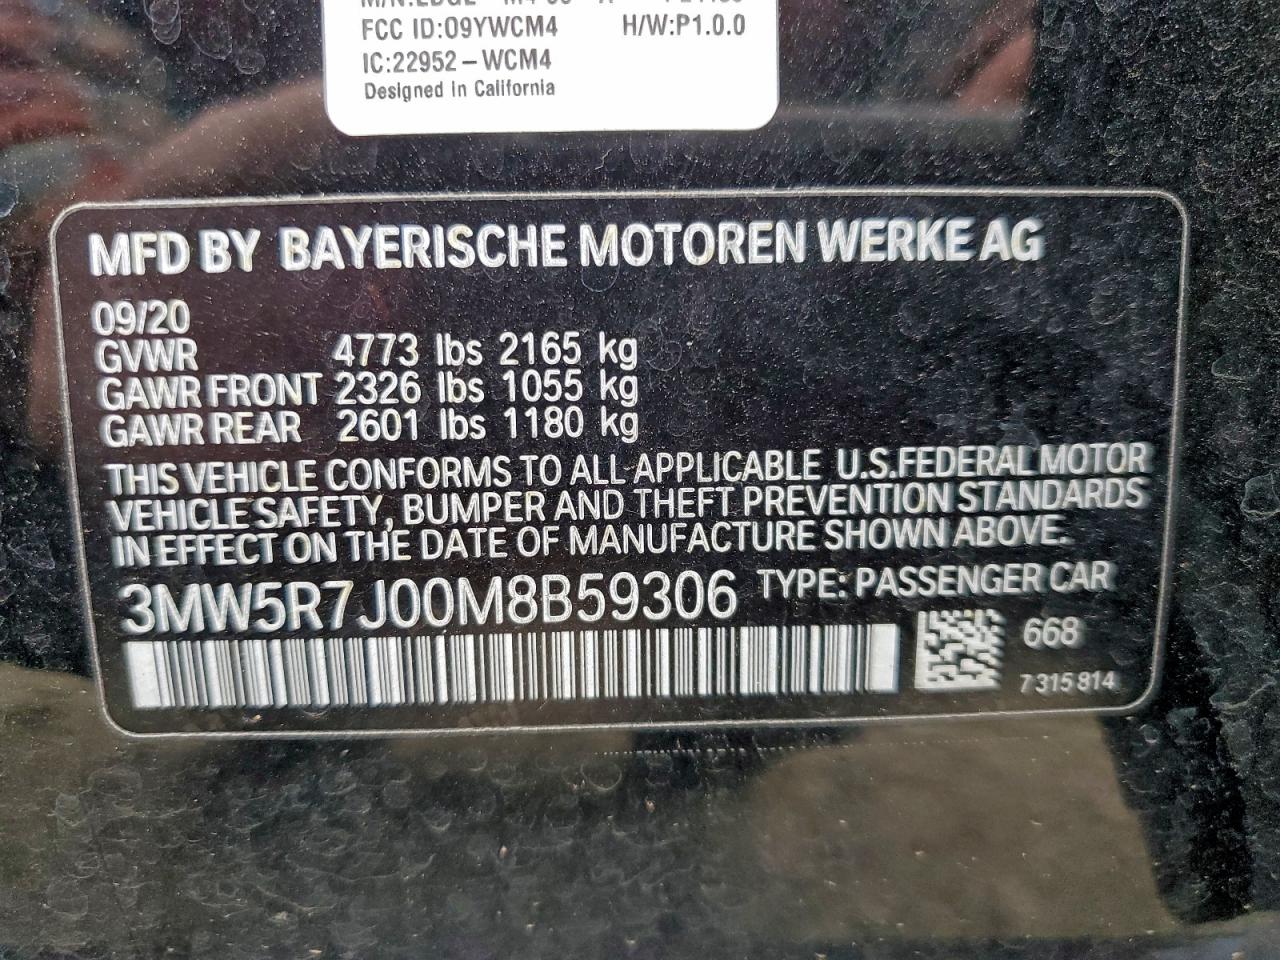 FCC ID:O9YWCM4 H/W:P1.0.0
IC:22952-WCM4
Designed in California
MFD BY BAYERISCHE MOTOREN WERKE AG
09/20
GVWR 4773 lbs 2165 kg
GAWR FRONT 2326 lbs 1055 kg
GAWR REAR 2601 lbs 1180 kg
THIS VEHICLE CONFORMS TO ALL APPLICABLE U.S.FEDERAL MOTOR
VEHICLE SAFETY, BUMPER AND THEFT PREVENTION STANDARDS
IN EFFECT ON THE DATE OF MANUFACTURE SHOWN ABOVE.
3MW5R7J00M8B59306 TYPE: PASSENGER CAR
668
7315814